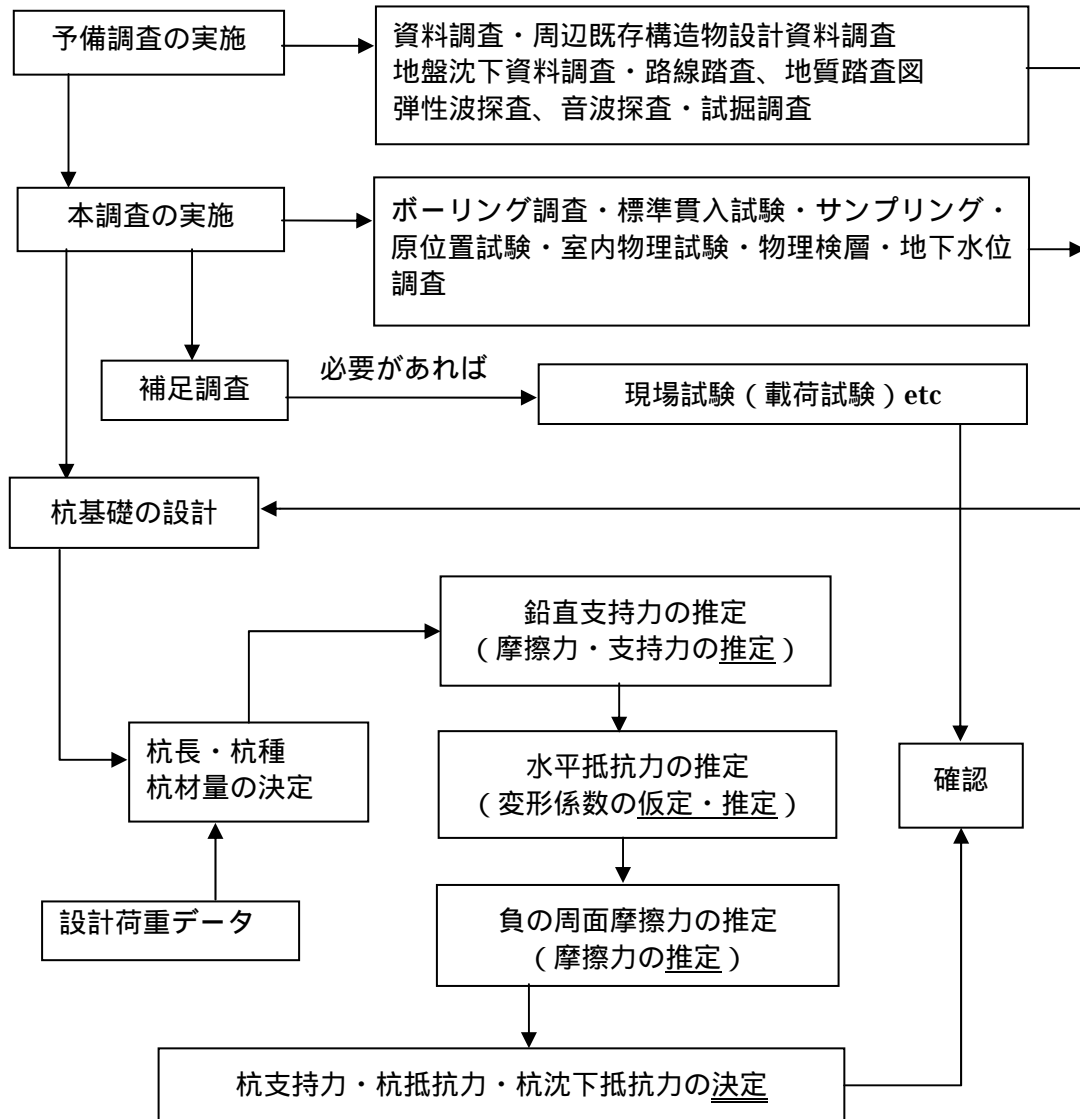 予備調査の実施
資料調査・周辺既存構造物設計資料調査
地盤沈下資料調査・路線踏査、地質踏査図
弾性波探査、音波探査・試掘調査
本調査の実施
ボーリング調査・標準貫入試験・サンプリング・
原位置試験・室内物理試験・物理検層・地下水位
調査
補足調査
必要があれば
現場試験（載荷試験）etc
杭基礎の設計
鉛直支持力の推定
（摩擦力・支持力の推定）
杭長・杭種
杭材量の決定
水平抵抗力の推定
（変形係数の仮定・推定）
確認
設計荷重データ
負の周面摩擦力の推定
（摩擦力の推定）
杭支持力・杭抵抗力・杭沈下抵抗力の決定